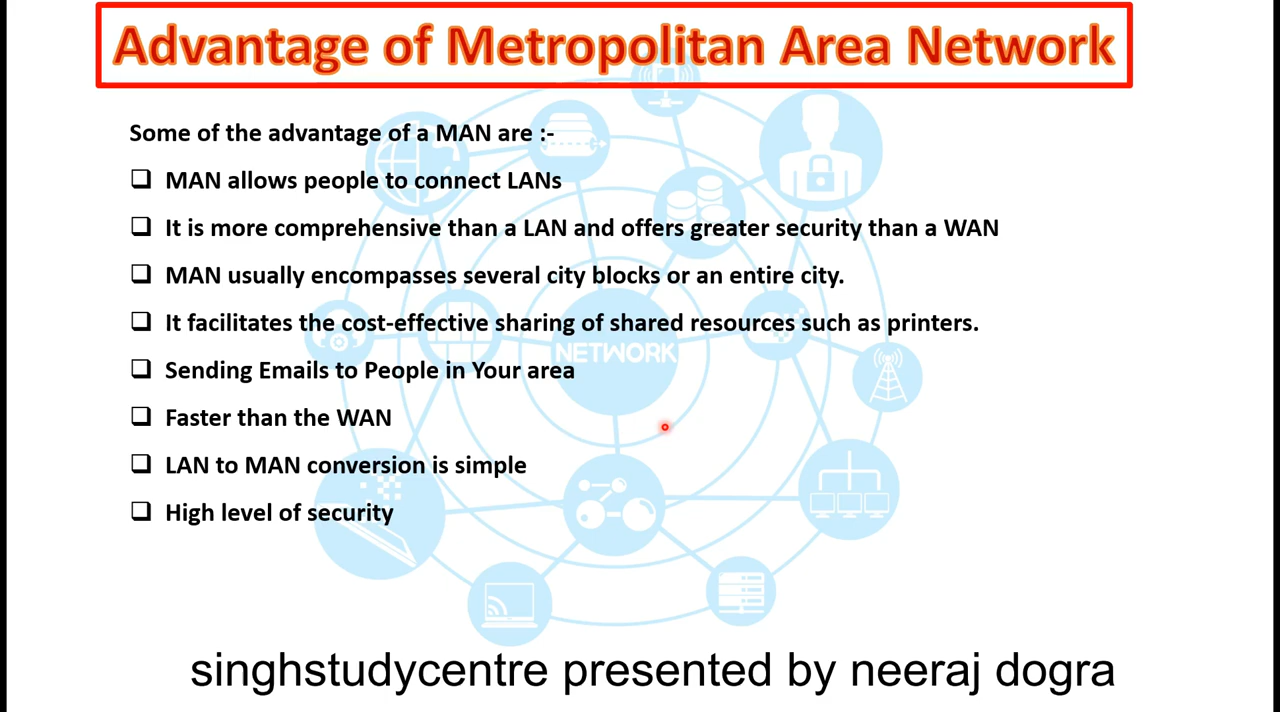 Advantage of Metropolitan Area Network
Some of the advantage of a MAN are :-
MAN allows people to connect LANs
It is more comprehensive than a LAN and offers greater security than a WAN
MAN usually encompasses several city blocks or an entire city.
It facilitates the cost-effective sharing of shared resources such as printers.
NETWORK
Sending Emails to People in Your area
Faster than the WAN
LAN to MAN conversion is simple
High level of security
singhstudycentre presented by neeraj dogra